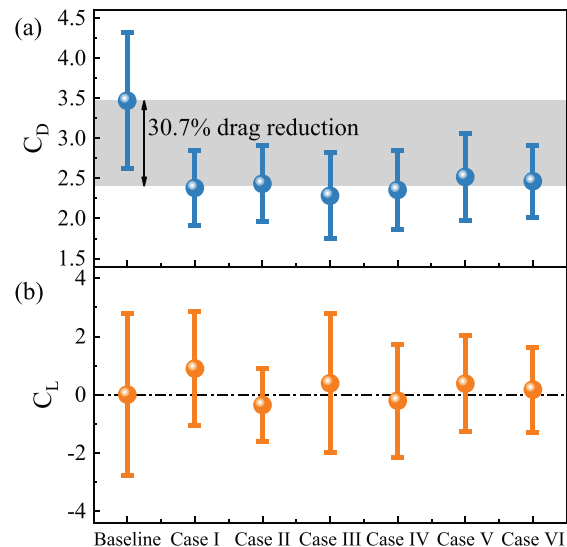 (a)
4.5
4.0
3.5
3.0
2.5
2.0
1.5
C_D
30.7% drag reduction
(b)
4
2
0
-2
-4
C_L
Baseline Case I Case II Case III Case IV Case V Case VI